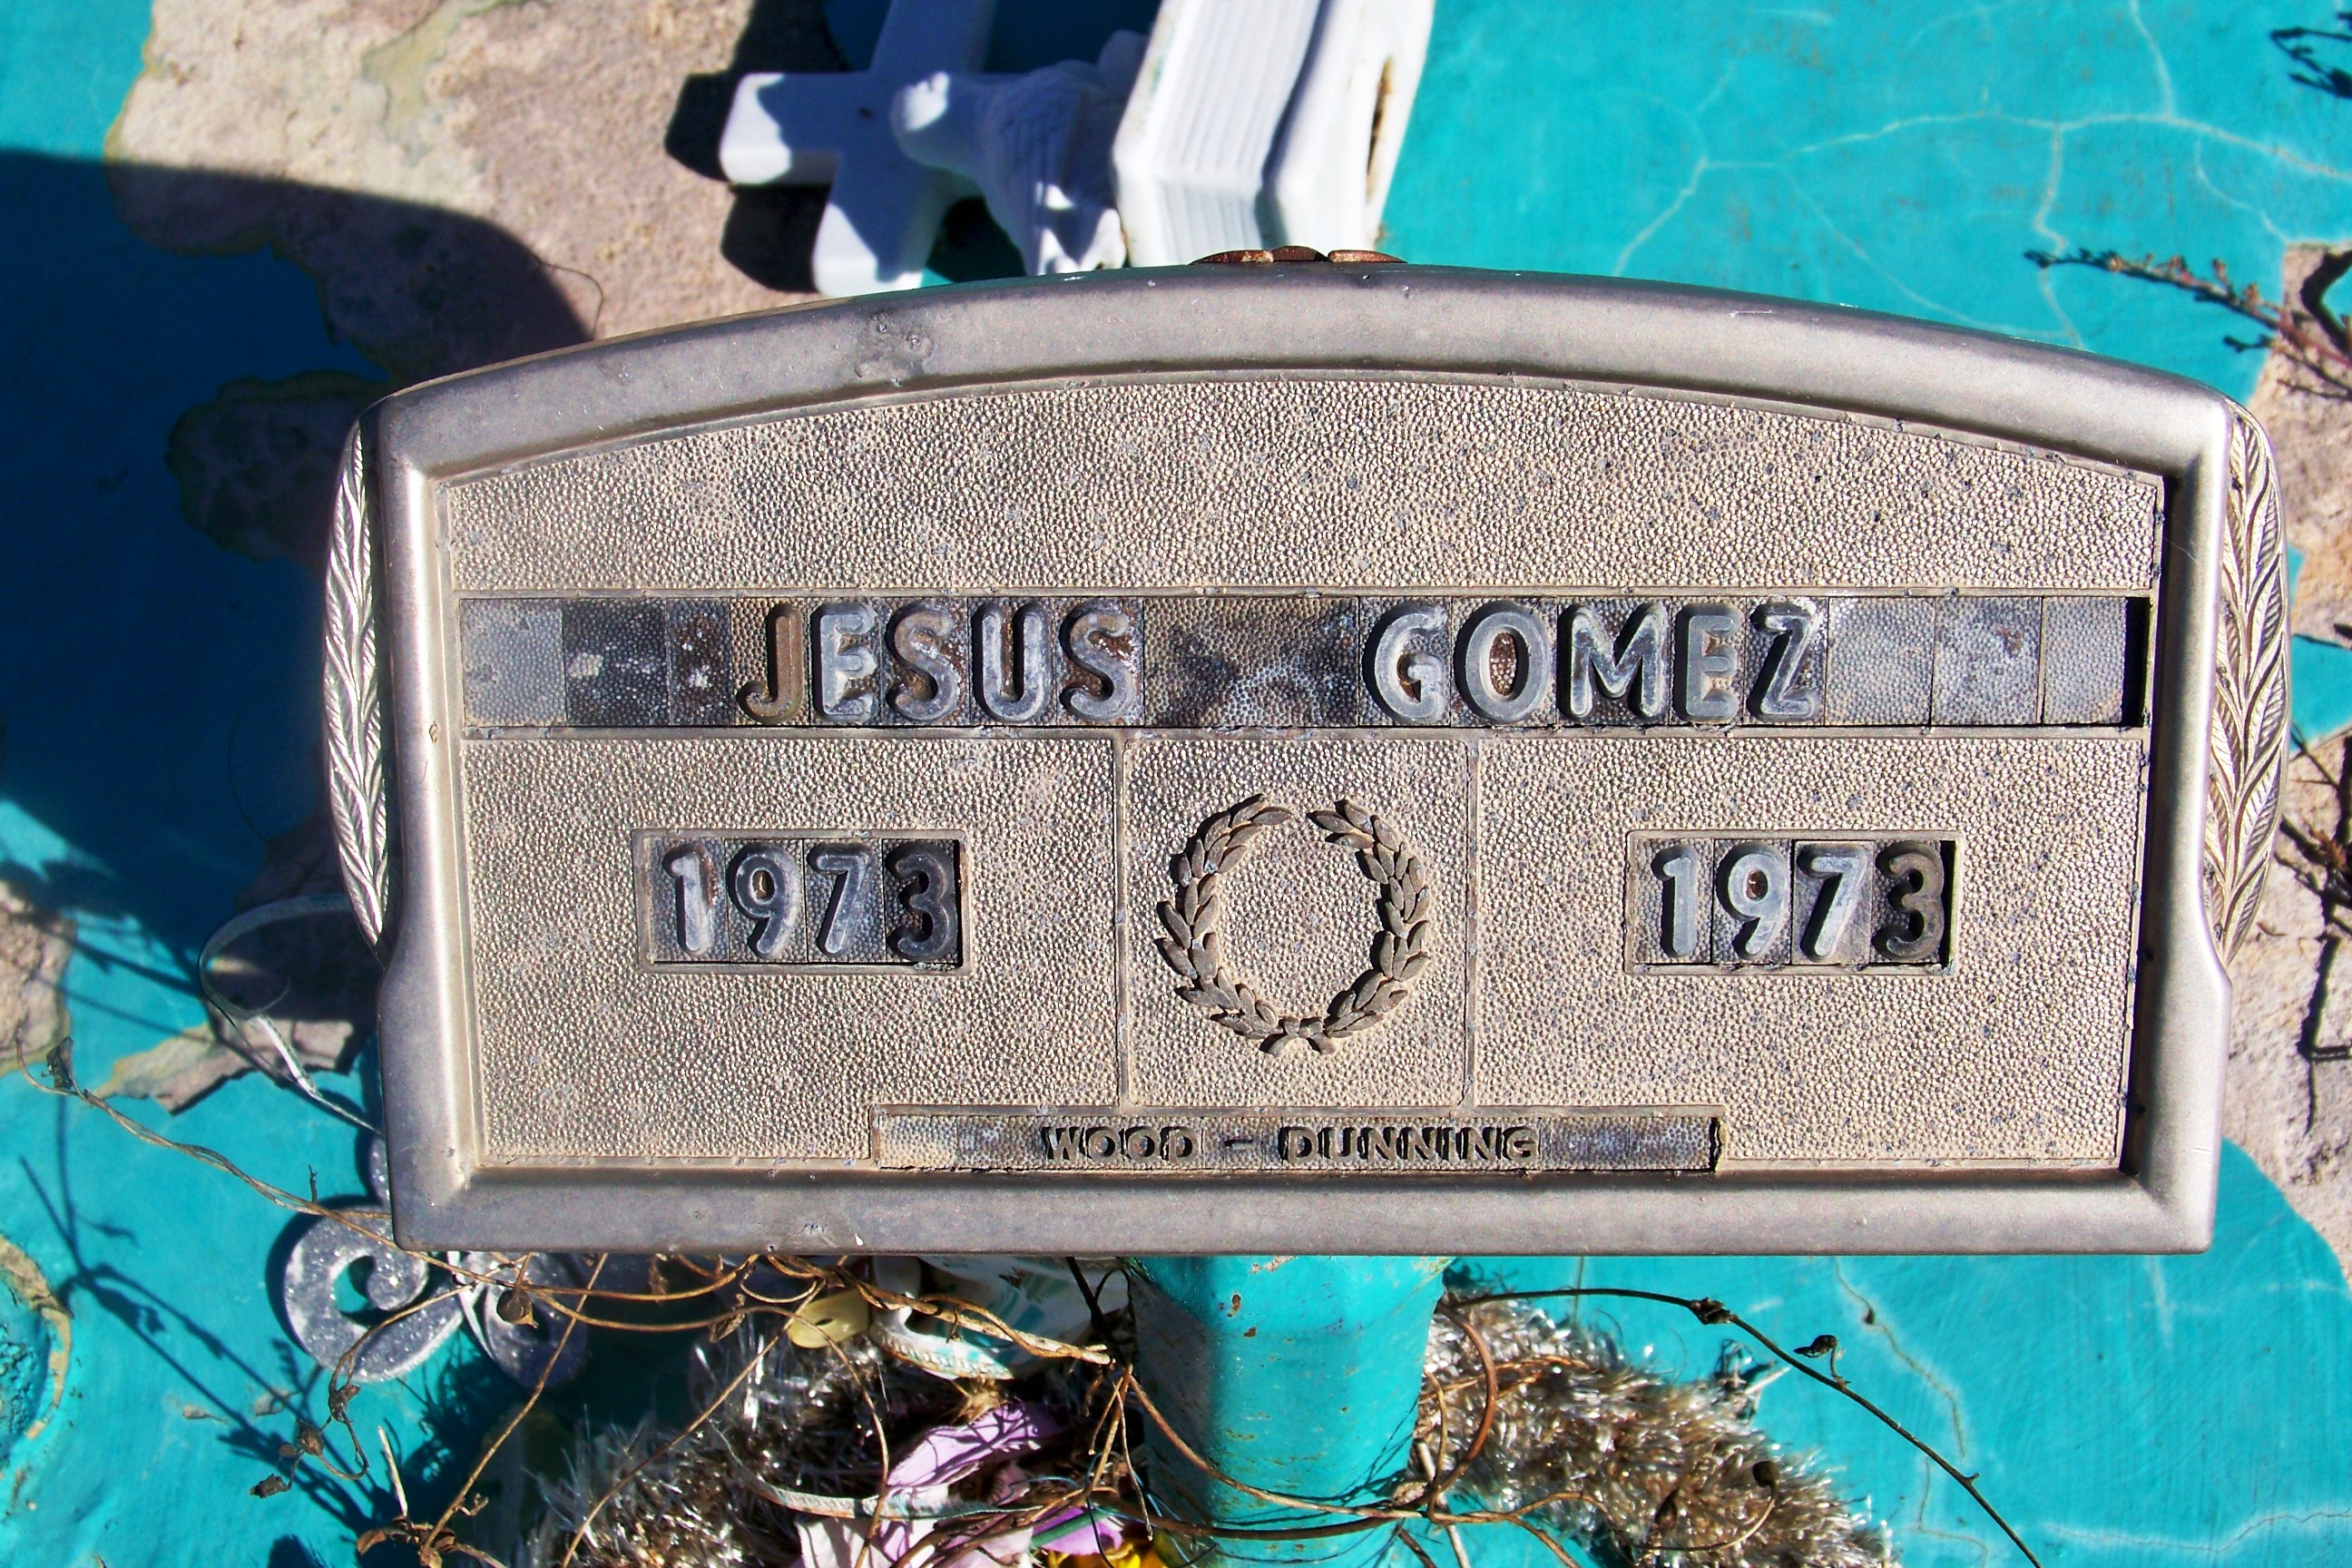 JESUS GOMEZ
1973 1973
WOOD - DUNNING